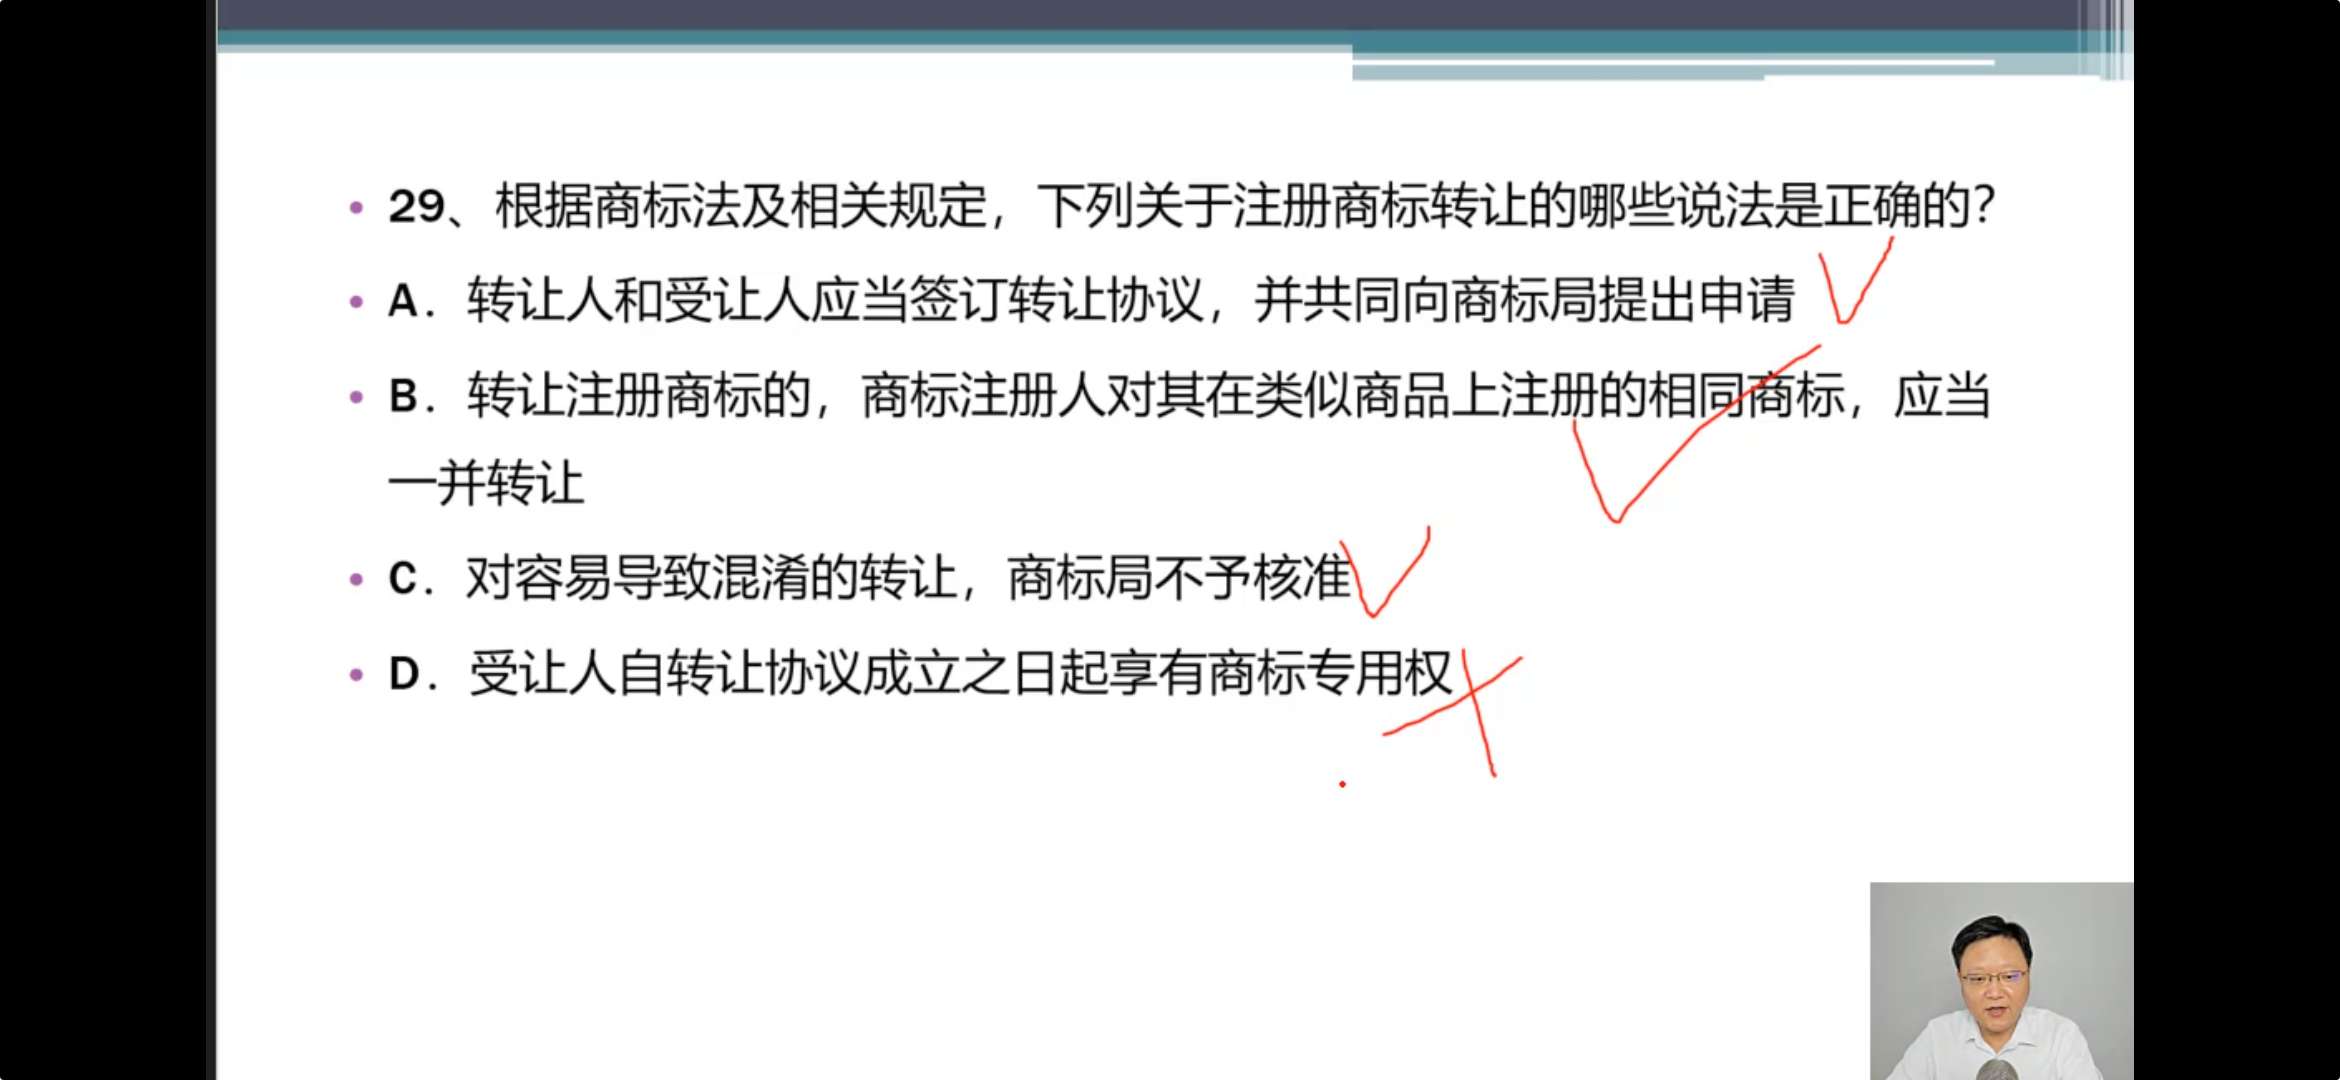 • 29、根据商标法及相关规定，下列关于注册商标转让的哪些说法是正确的？
• A．转让人和受让人应当签订转让协议，并共同向商标局提出申请
• B．转让注册商标的，商标注册人对其在类似商品上注册的相同商标，应当
一并转让
• C．对容易导致混淆的转让，商标局不予核准
• D．受让人自转让协议成立之日起享有商标专用权